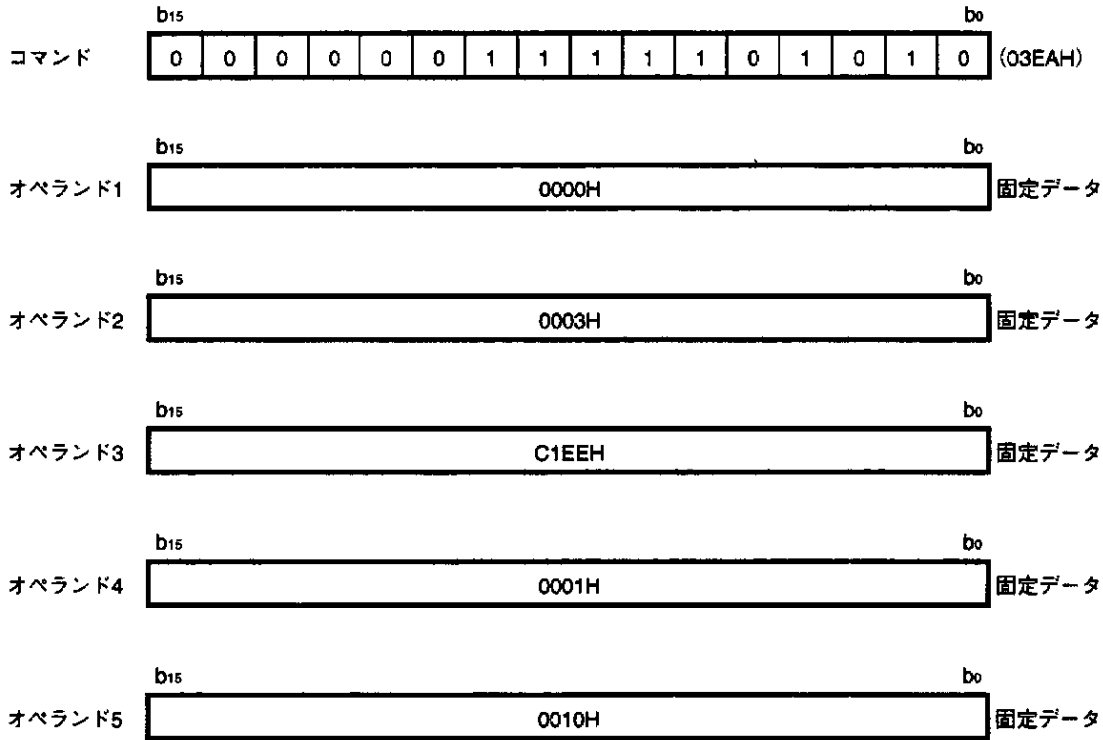 b15 b0
コマンド 0 0 0 0 0 0 1 1 1 1 1 0 1 0 1 0 (03EAH)
b15 b0
オペランド1 0000H 固定データ
b15 b0
オペランド2 0003H 固定データ
b15 b0
オペランド3 C1EEH 固定データ
b15 b0
オペランド4 0001H 固定データ
b15 b0
オペランド5 0010H 固定データ